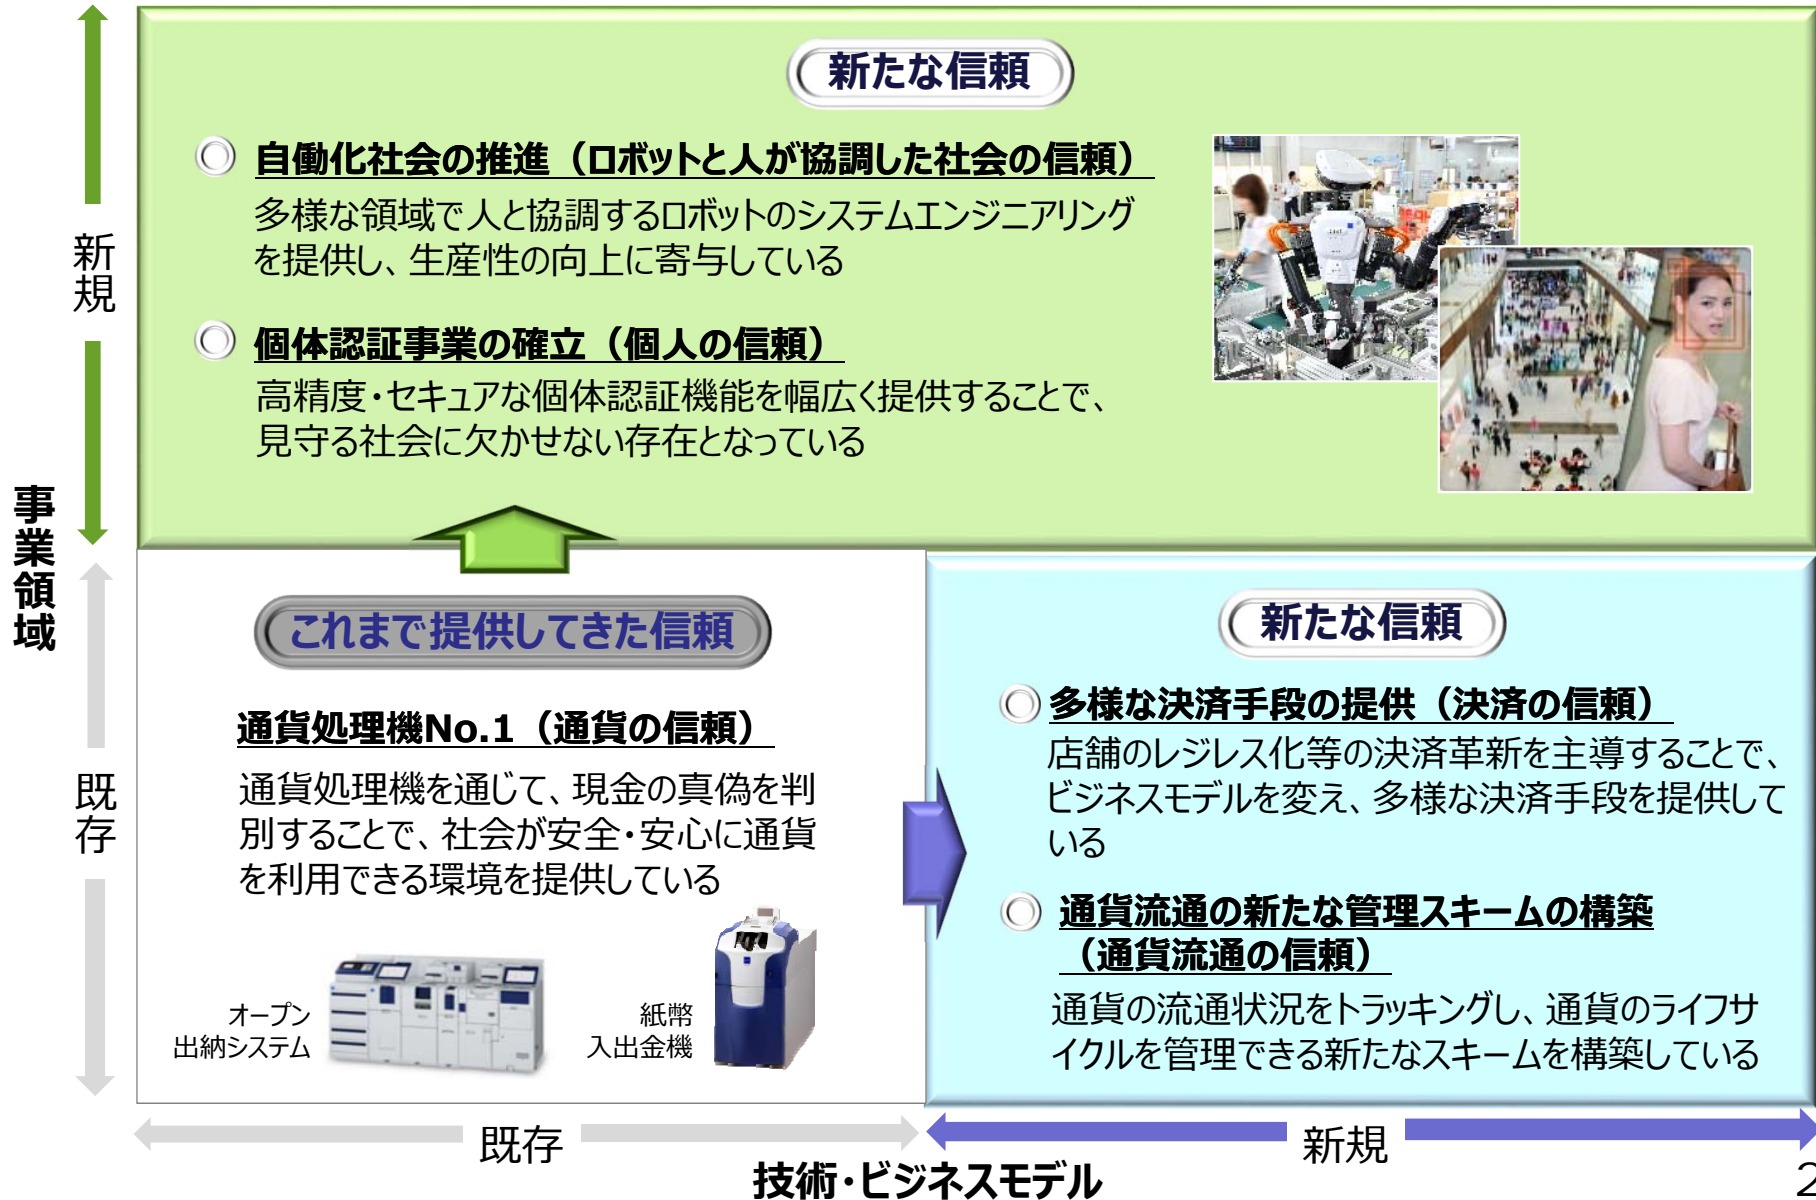 新たな信頼
自働化社会の推進（ロボットと人が協調した社会の信頼）
多様な領域で人と協調するロボットのシステムエンジニアリング
を提供し、生産性の向上に寄与している
個体認証事業の確立（個人の信頼）
高精度・セキュアな個体認証機能を幅広く提供することで、
見守る社会に欠かせない存在となっている
新規
事業領域
既存
これまで提供してきた信頼
通貨処理機No.1（通貨の信頼）
通貨処理機を通じて、現金の真偽を判
別することで、社会が安全・安心に通貨
を利用できる環境を提供している
オープン
出納システム
紙幣
入出金機
新たな信頼
多様な決済手段の提供（決済の信頼）
店舗のレジレス化等の決済革新を主導することで、
ビジネスモデルを変え、多様な決済手段を提供して
いる
通貨流通の新たな管理スキームの構築
（通貨流通の信頼）
通貨の流通状況をトラッキングし、通貨のライフサ
イクルを管理できる新たなスキームを構築している
既存
新規
技術・ビジネスモデル
2